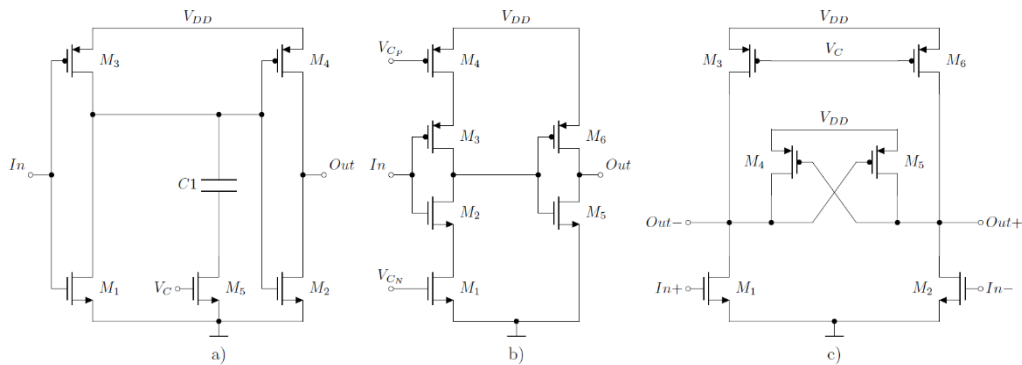 V_DD V_DD V_DD
M_3 M_4 V_CP M_4 M_3 V_C M_6
M_3 M_6 V_DD
In Out In Out M_4 M_5
C1 M_2 M_5 Out− Out+
V_C M_1 M_5 M_2 V_CN M_1 In+ M_1 M_2 In−
a) b) c)